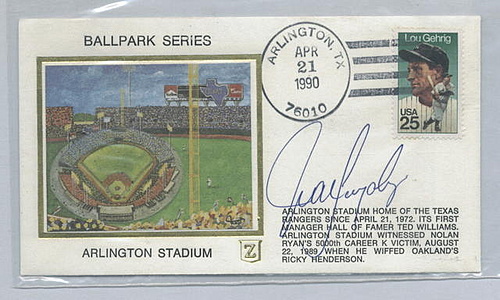 BALLPARK SERIES
ARLINGTON, TX
APR
21
1990
76010
Lou Gehrig
USA
25
ARLINGTON STADIUM HOME OF THE TEXAS
RANGERS SINCE APRIL 21, 1972. ITS FIRST
MANAGER HALL OF FAMER TED WILLIAMS.
ARLINGTON STADIUM WITNESSED NOLAN
RYAN'S 5000th CAREER K VICTIM, AUGUST
22, 1989 WHEN HE WIFFED OAKLAND'S
RICKY HENDERSON.
ARLINGTON STADIUM
Z